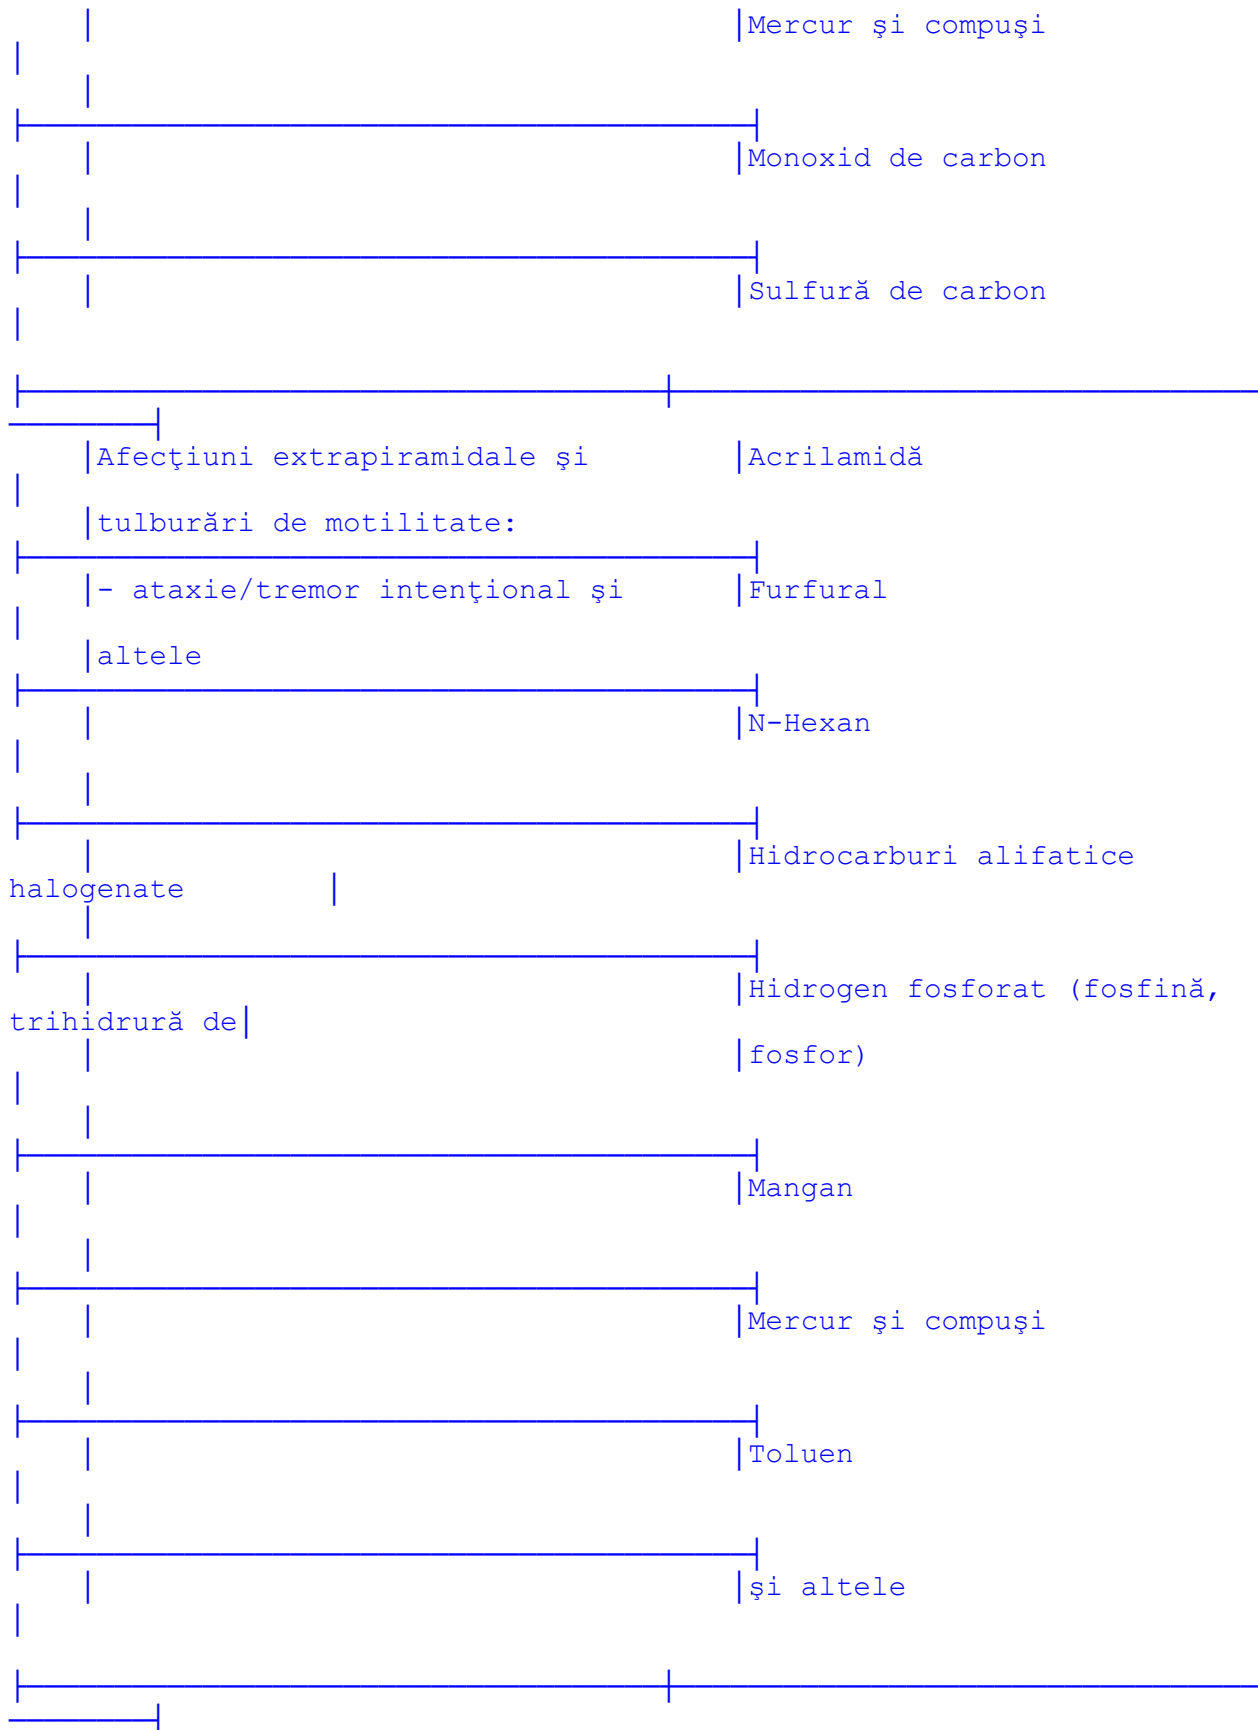 Mercur şi compuşi
Monoxid de carbon
Sulfură de carbon
Afecţiuni extrapiramidale şi Acrilamidă
tulburări de motilitate:
- ataxie/tremor intenţional şi Furfural
altele
N-Hexan
Hidrocarburi alifatice
halogenate
Hidrogen fosforat (fosfină,
trihidrură de
fosfor)
Mangan
Mercur şi compuşi
Toluen
şi altele